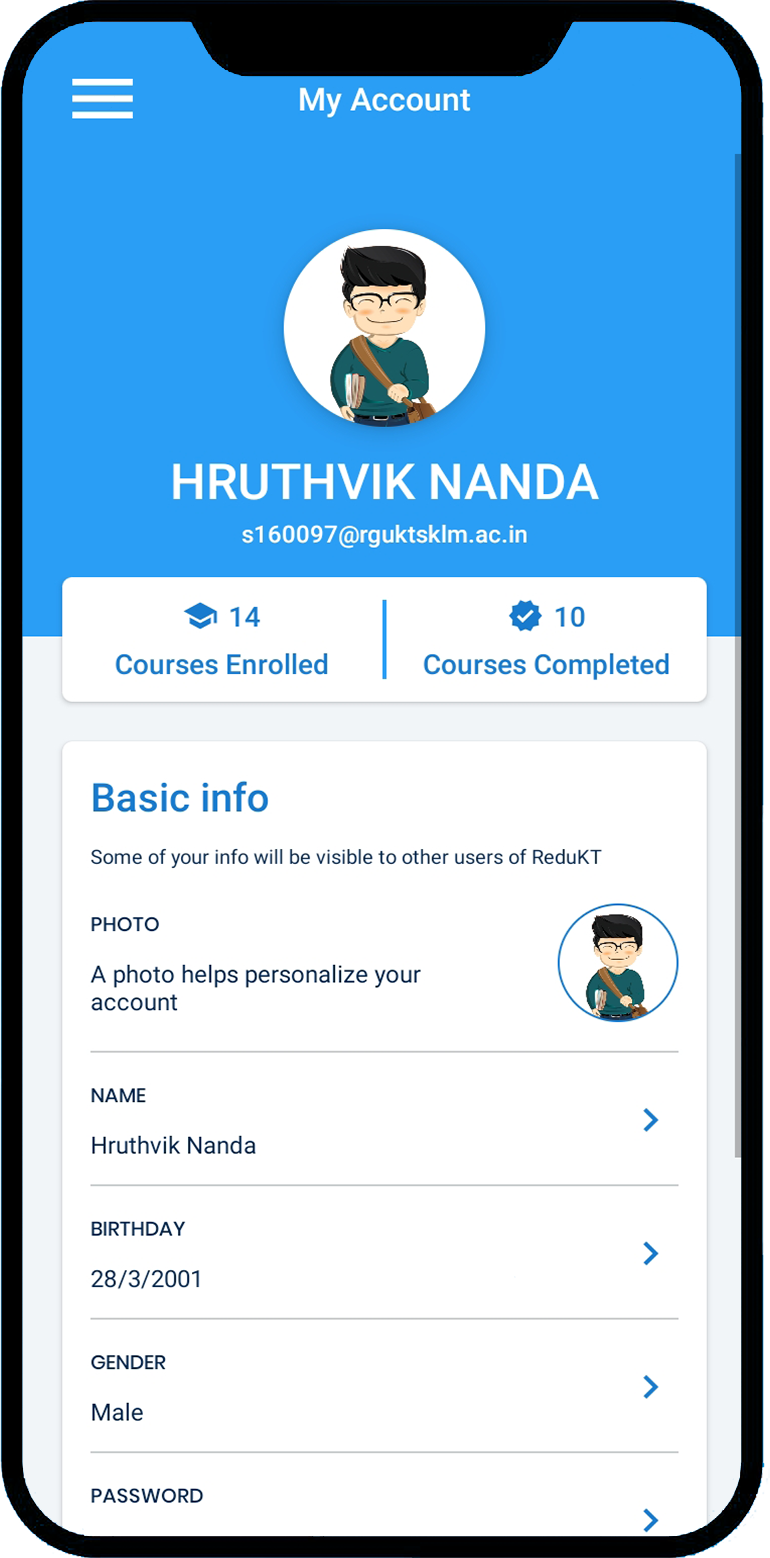 My Account
HRUTHVIK NANDA
s160097@rguktsklm.ac.in
14
Courses Enrolled
10
Courses Completed
Basic info
Some of your info will be visible to other users of ReduKT
PHOTO
A photo helps personalize your
account
NAME
Hruthvik Nanda
BIRTHDAY
28/3/2001
GENDER
Male
PASSWORD